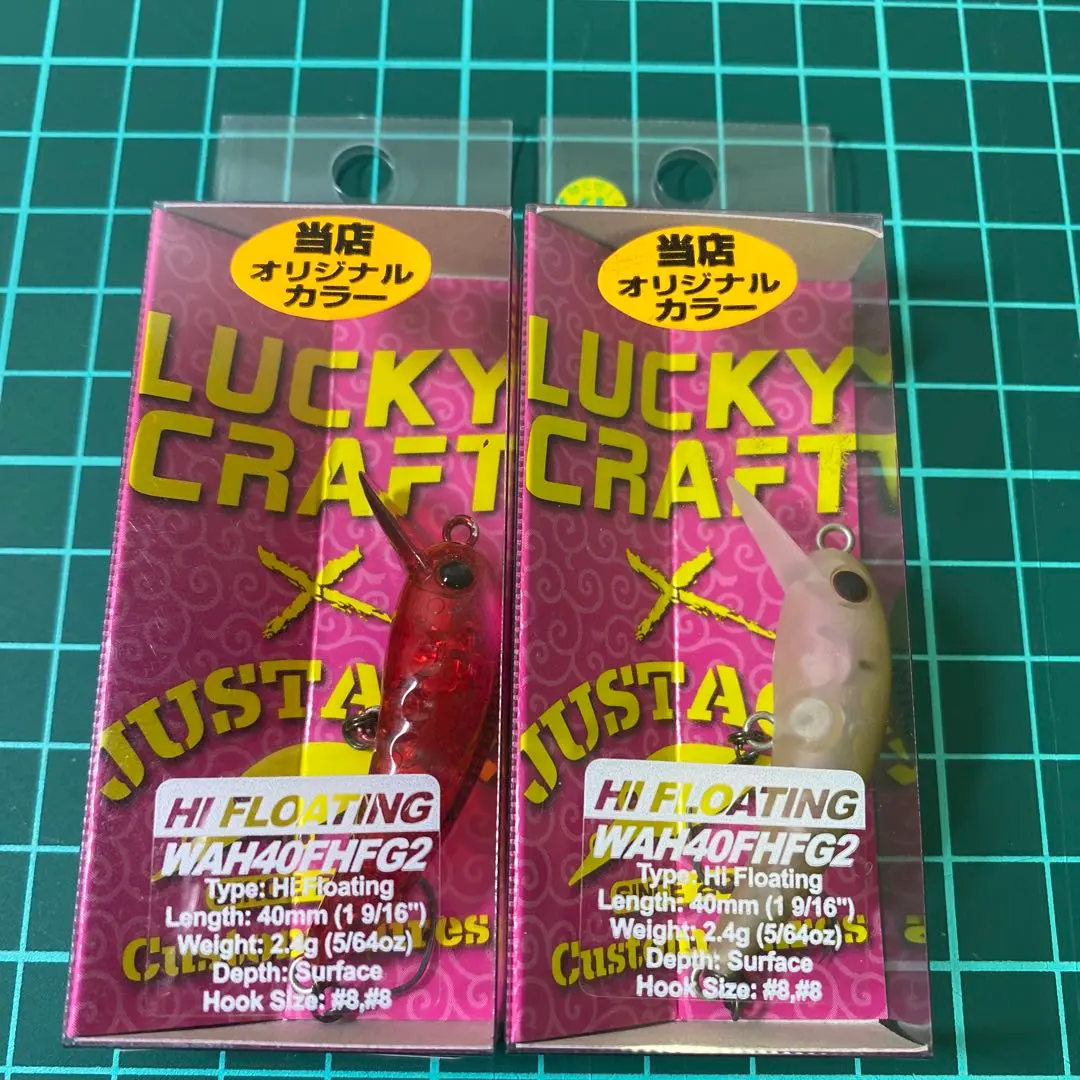 当店
オリジナル
カラー
LUCKY
CRAFT
×
JUSTA
HI FLOATING
WAH40FHFG2
Type: Hi Floating
Length: 40mm (1 9/16")
Weight: 2.4g (5/64oz)
Depth: Surface
Hook Size: #8,#8
当店
オリジナル
カラー
LUCKY
CRAFT
×
JUSTA
HI FLOATING
WAH40FHFG2
Type: Hi Floating
Length: 40mm (1 9/16")
Weight: 2.4g (5/64oz)
Depth: Surface
Hook Size: #8,#8